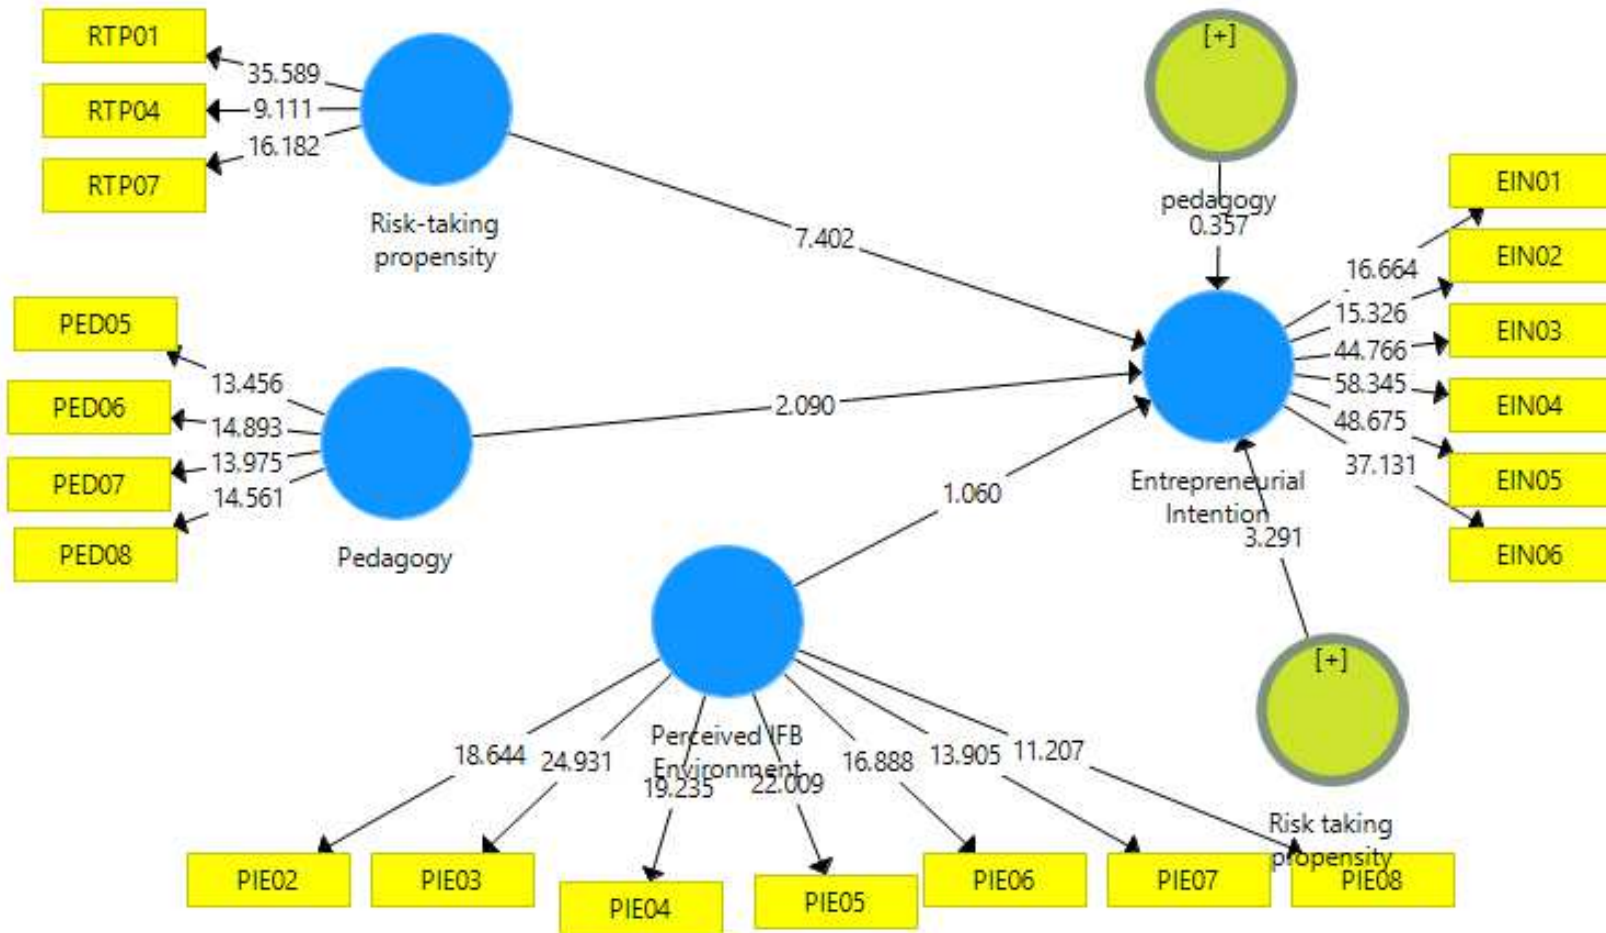 RTP01
RTP04
RTP07
35.589
9.111
16.182
Risk-taking
propensity
7.402
[+]
pedagogy
0.357
PED05
PED06
PED07
PED08
13.456
14.893
13.975
14.561
Pedagogy
2.090
Entrepreneurial
Intention
16.664
15.326
44.766
58.345
48.675
37.131
EIN01
EIN02
EIN03
EIN04
EIN05
EIN06
1.060
3.291
[+]
Risk taking
propensity
Perceived IFB
Environment
18.644
24.931
19.235
22.009
16.888
13.905
11.207
PIE02
PIE03
PIE04
PIE05
PIE06
PIE07
PIE08